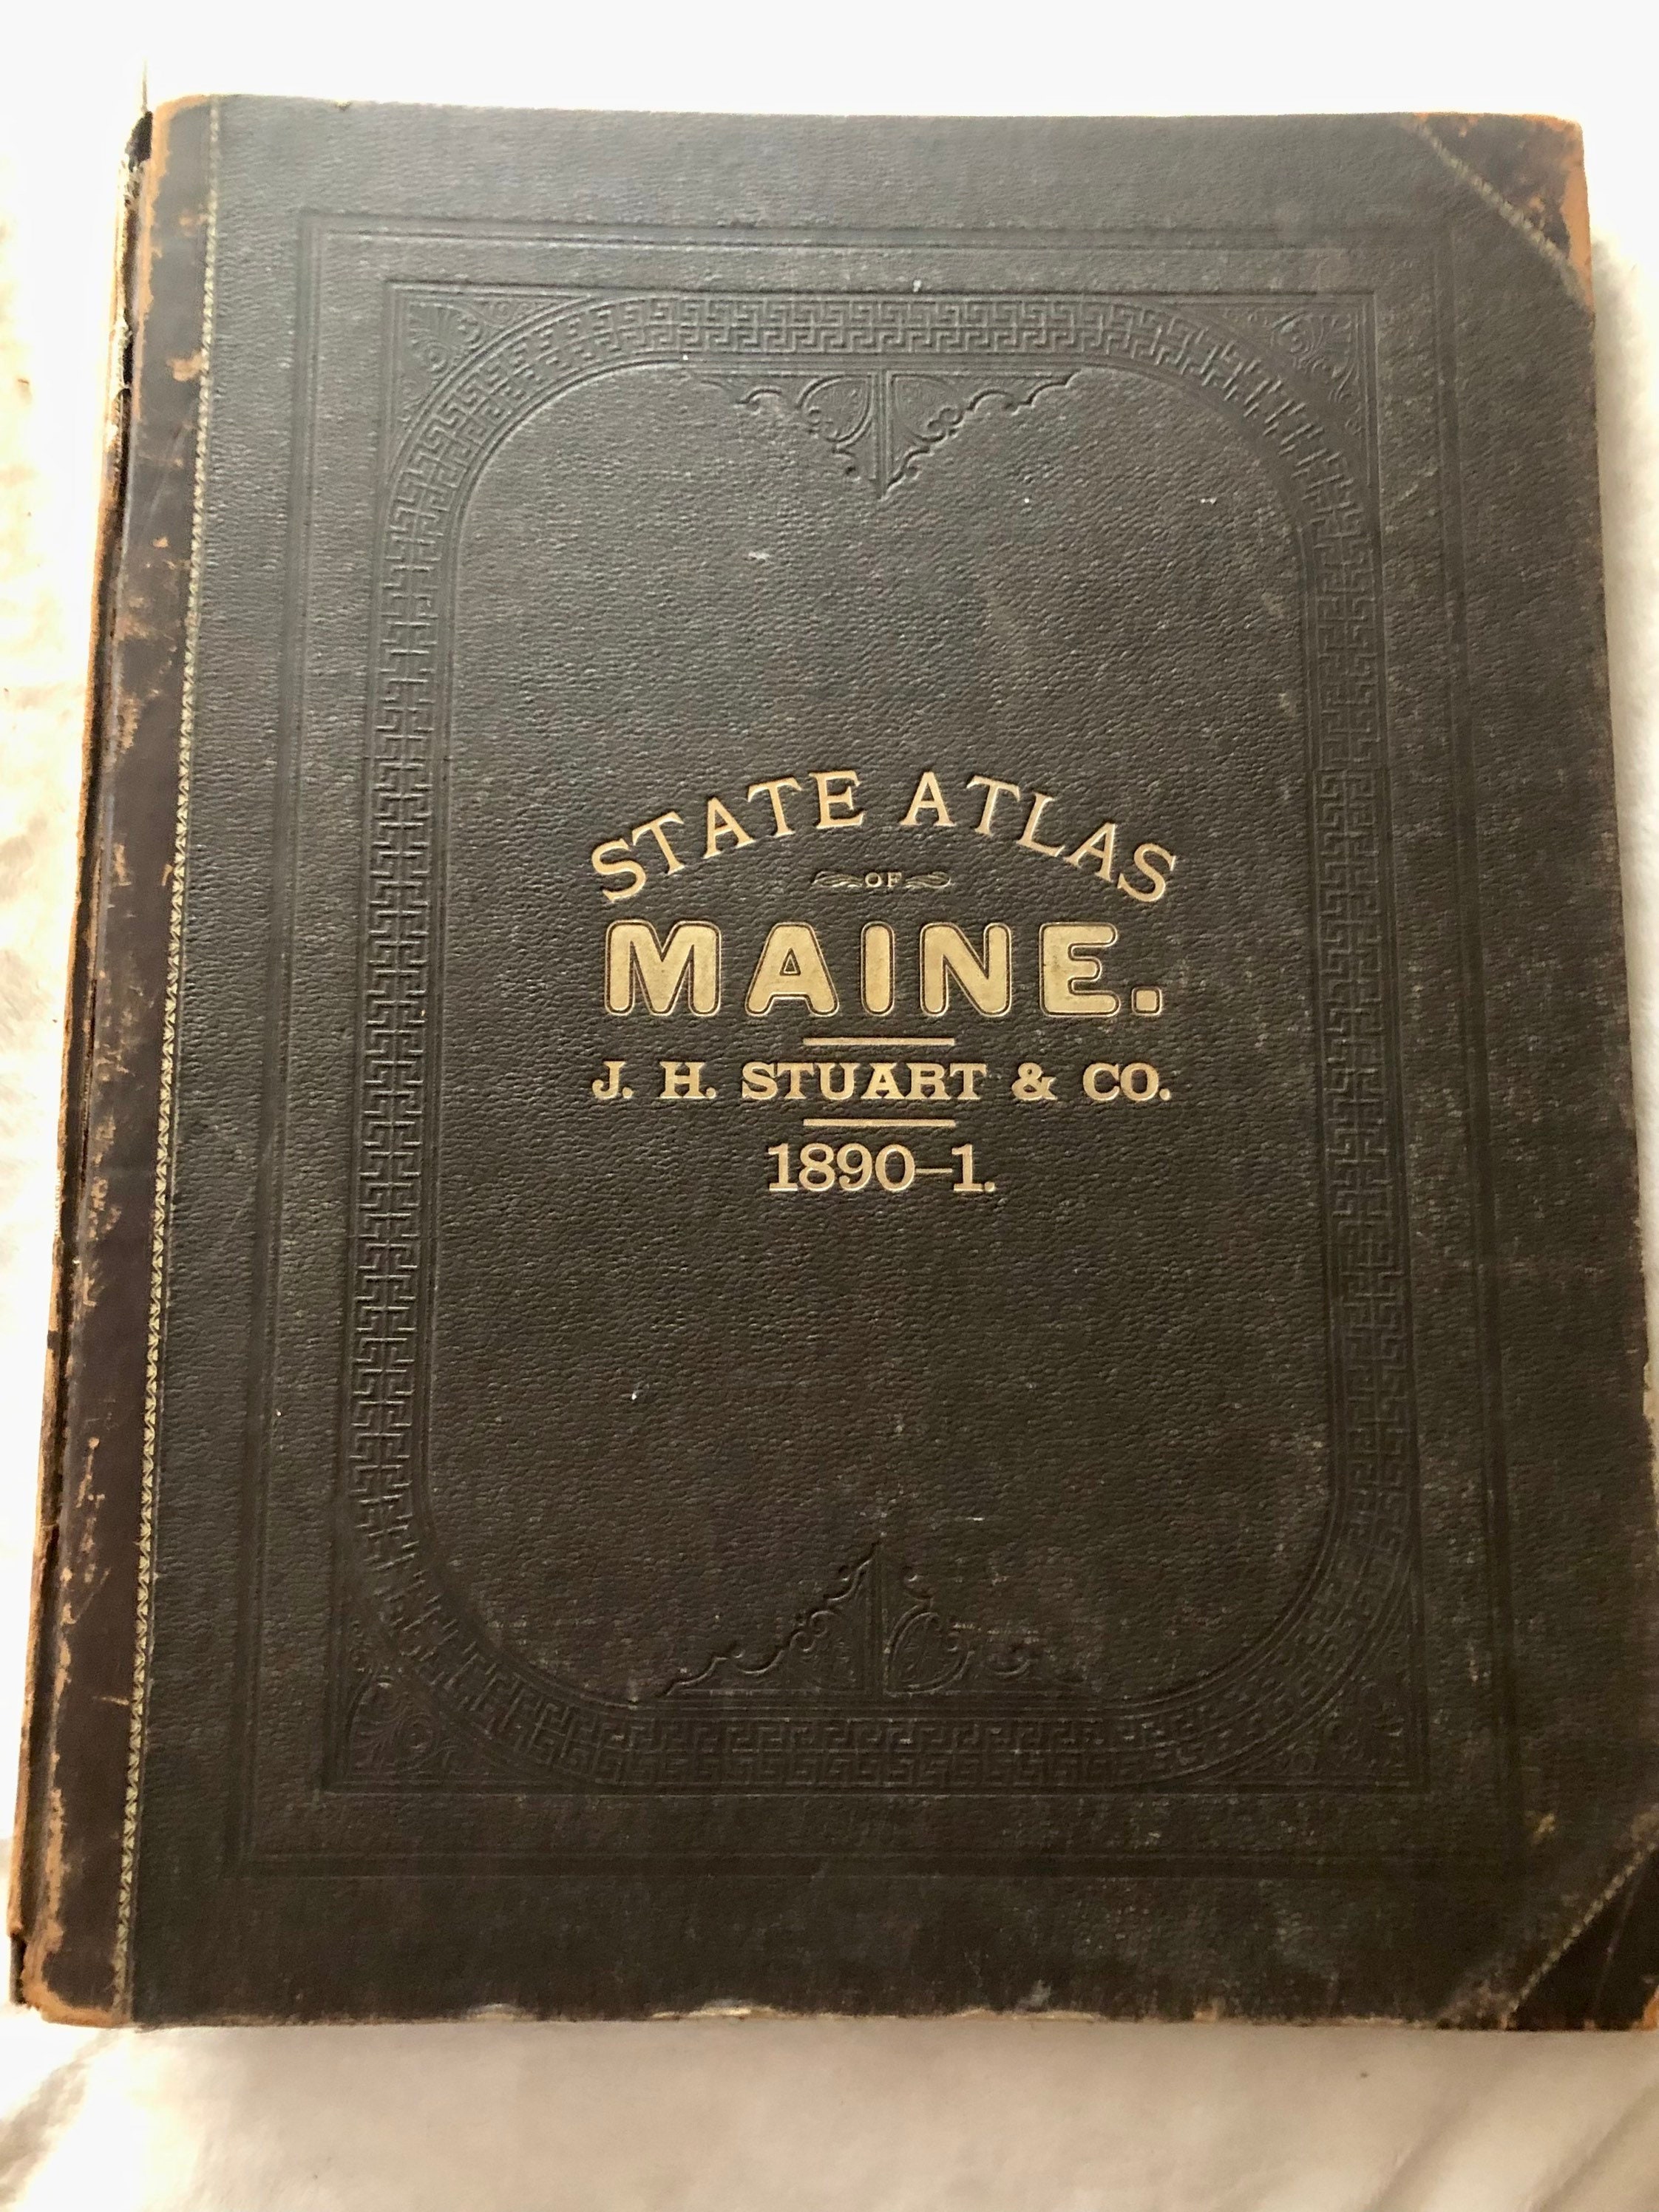 STATE ATLAS
OF
MAINE.
J. H. STUART & CO.
1890-1.